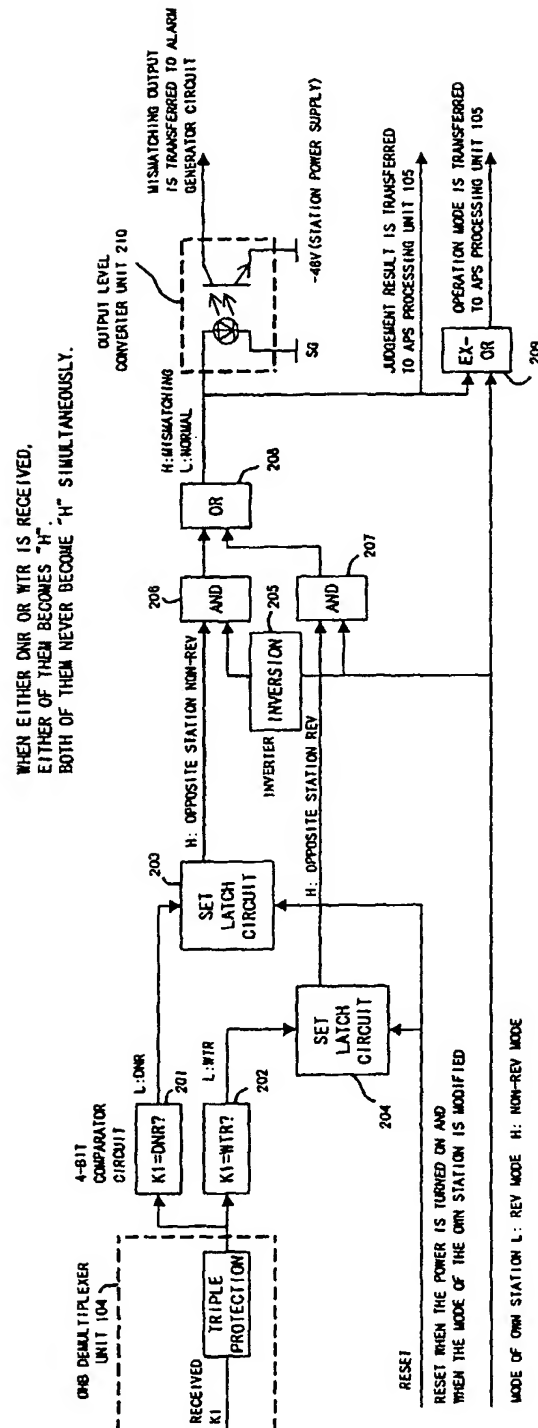 WHEN EITHER DNR OR WTR IS RECEIVED,
EITHER OF THEM BECOMES "H".
BOTH OF THEM NEVER BECOME "H" SIMULTANEOUSLY.
OHB DEMULTIPLEXER
UNIT 104
RECEIVED
K1
TRIPLE
PROTECTION
4-BIT
COMPARATOR
CIRCUIT
K1=DNR?
201
L:DNR
K1=WTR?
202
L:WTR
203
SET
LATCH
CIRCUIT
SET
LATCH
CIRCUIT
204
H: OPPOSITE STATION NON-REV
H: OPPOSITE STATION REV
INVERTER
INVERSION
205
206
AND
AND
207
OR
208
H:MISMATCHING
L:NORMAL
OUTPUT LEVEL
CONVERTER UNIT 210
SG
-48V(STATION POWER SUPPLY)
MISMATCHING OUTPUT
IS TRANSFERRED TO ALARM
GENERATOR CIRCUIT
JUDGEMENT RESULT IS TRANSFERRED
TO APS PROCESSING UNIT 105
EX-
OR
209
OPERATION MODE IS TRANSFERRED
TO APS PROCESSING UNIT 105
RESET
RESET WHEN THE POWER IS TURNED ON AND
WHEN THE MODE OF THE OWN STATION IS MODIFIED
MODE OF OWN STATION L: REV MODE H: NON-REV MODE